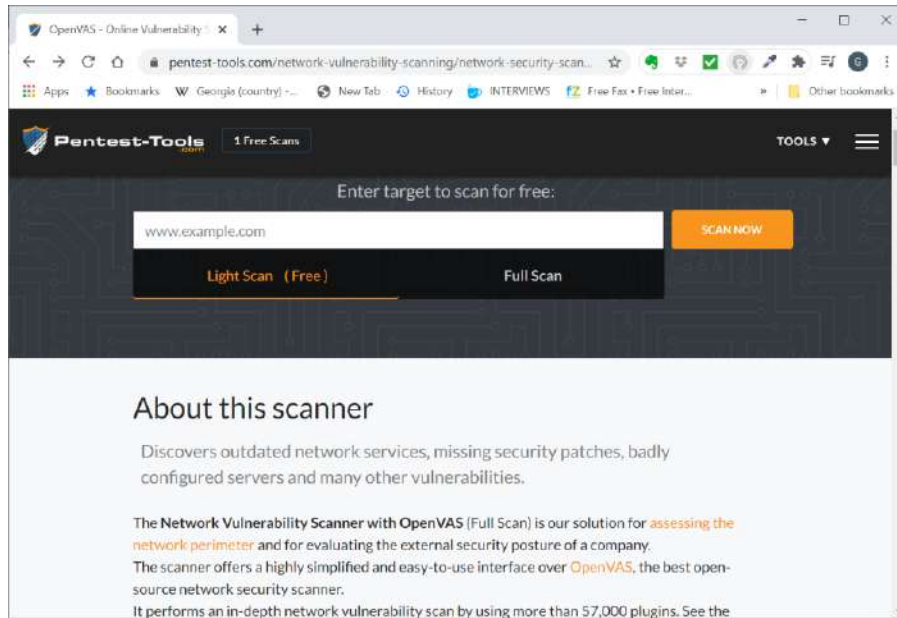 OpenVAS - Online Vulnerability S
pentest-tools.com/network-vulnerability-scanning/network-security-scan...
G
Apps Bookmarks W Georgia (country) -... New Tab History INTERVIEWS fZ Free Fax • Free Inter... » Other bookmarks
Pentest-Tools .com 1 Free Scans TOOLS ▼
Enter target to scan for free:
www.example.com SCAN NOW
Light Scan (Free) Full Scan
About this scanner
Discovers outdated network services, missing security patches, badly
configured servers and many other vulnerabilities.
The Network Vulnerability Scanner with OpenVAS (Full Scan) is our solution for assessing the
network perimeter and for evaluating the external security posture of a company.
The scanner offers a highly simplified and easy-to-use interface over OpenVAS, the best open-
source network security scanner.
It performs an in-depth network vulnerability scan by using more than 57,000 plugins. See the